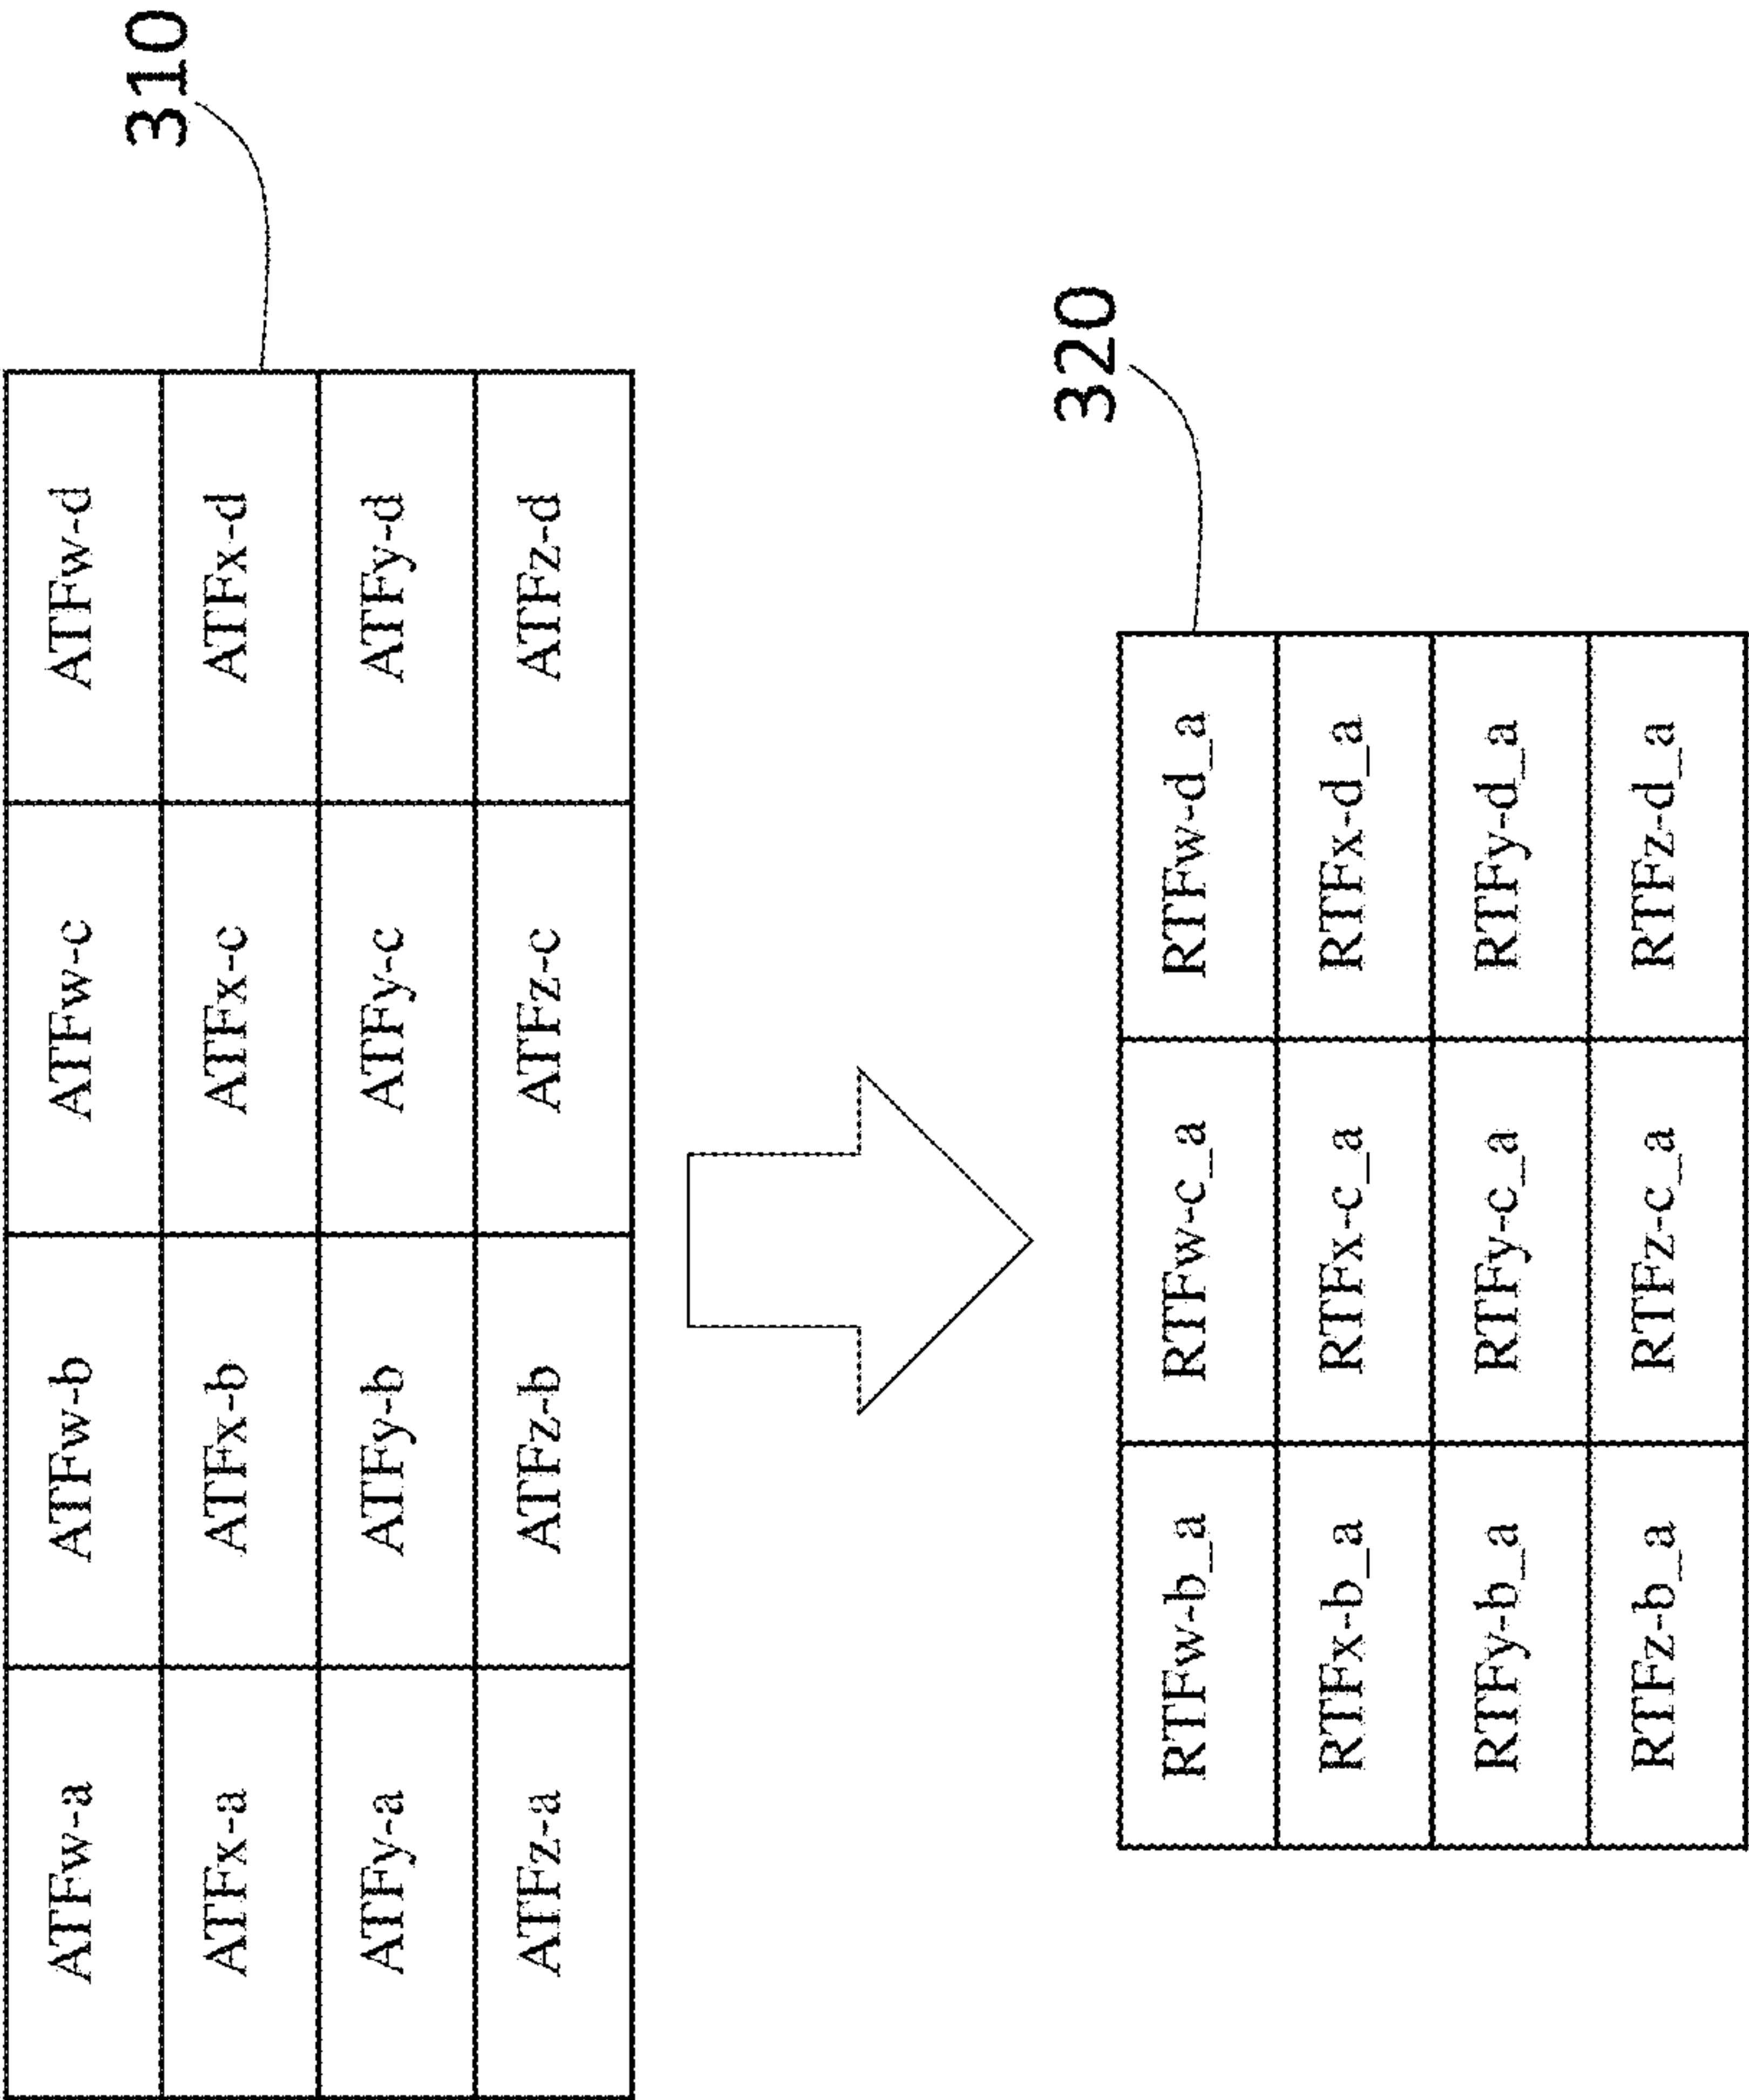 ATFw-a ATFw-b ATFw-c ATFw-d
310
ATFx-a ATFx-b ATFx-c ATFx-d
ATFy-a ATFy-b ATFy-c ATFy-d
ATFz-a ATFz-b ATFz-c ATFz-d
320
RTFw-b_a RTFw-c_a RTFw-d_a
RTFx-b_a RTFx-c_a RTFx-d_a
RTFy-b_a RTFy-c_a RTFy-d_a
RTFz-b_a RTFz-c_a RTFz-d_a